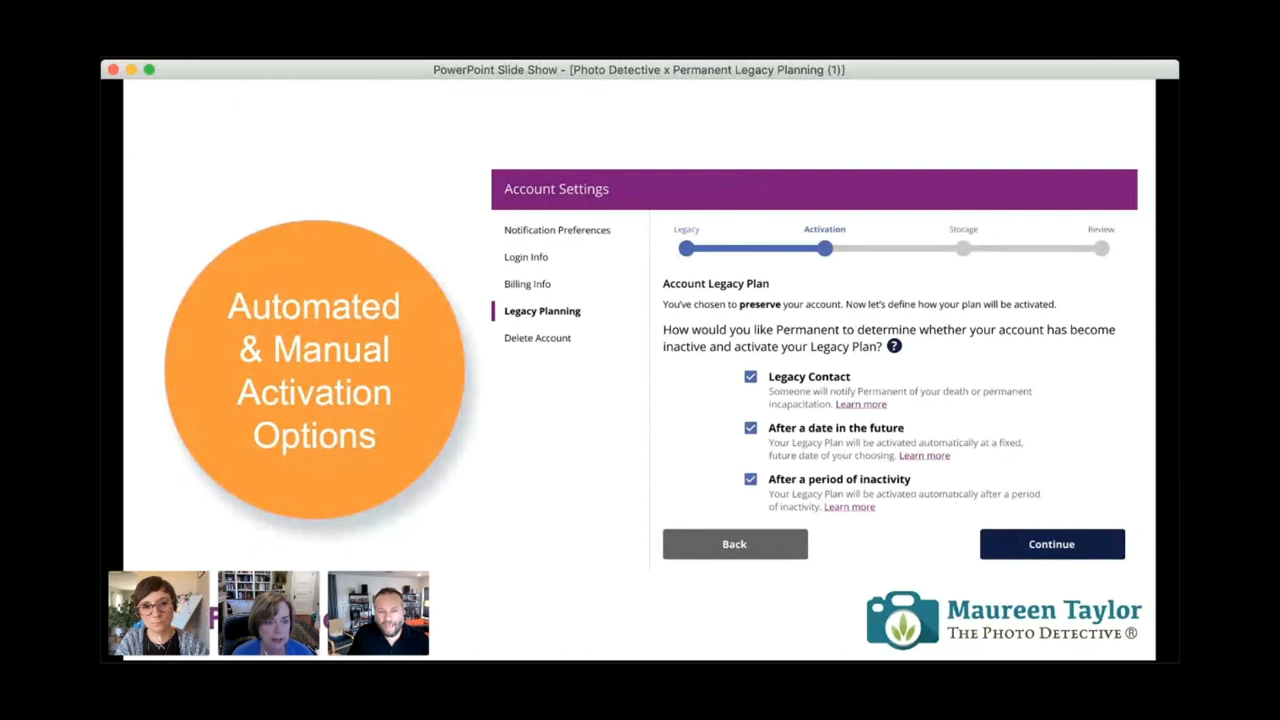 PowerPoint Slide Show - [Photo Detective x Permanent Legacy Planning (1)]
Automated
& Manual
Activation
Options
Account Settings
Notification Preferences
Login Info
Billing Info
Legacy Planning
Delete Account
Legacy
Activation
Storage
Review
Account Legacy Plan
You've chosen to preserve your account. Now let's define how your plan will be activated.
How would you like Permanent to determine whether your account has become
inactive and activate your Legacy Plan? ?
Legacy Contact
Someone will notify Permanent of your death or permanent
incapacitation. Learn more
After a date in the future
Your Legacy Plan will be activated automatically at a fixed,
future date of your choosing. Learn more
After a period of inactivity
Your Legacy Plan will be activated automatically after a period
of inactivity. Learn more
Back
Continue
Maureen Taylor
THE PHOTO DETECTIVE ®